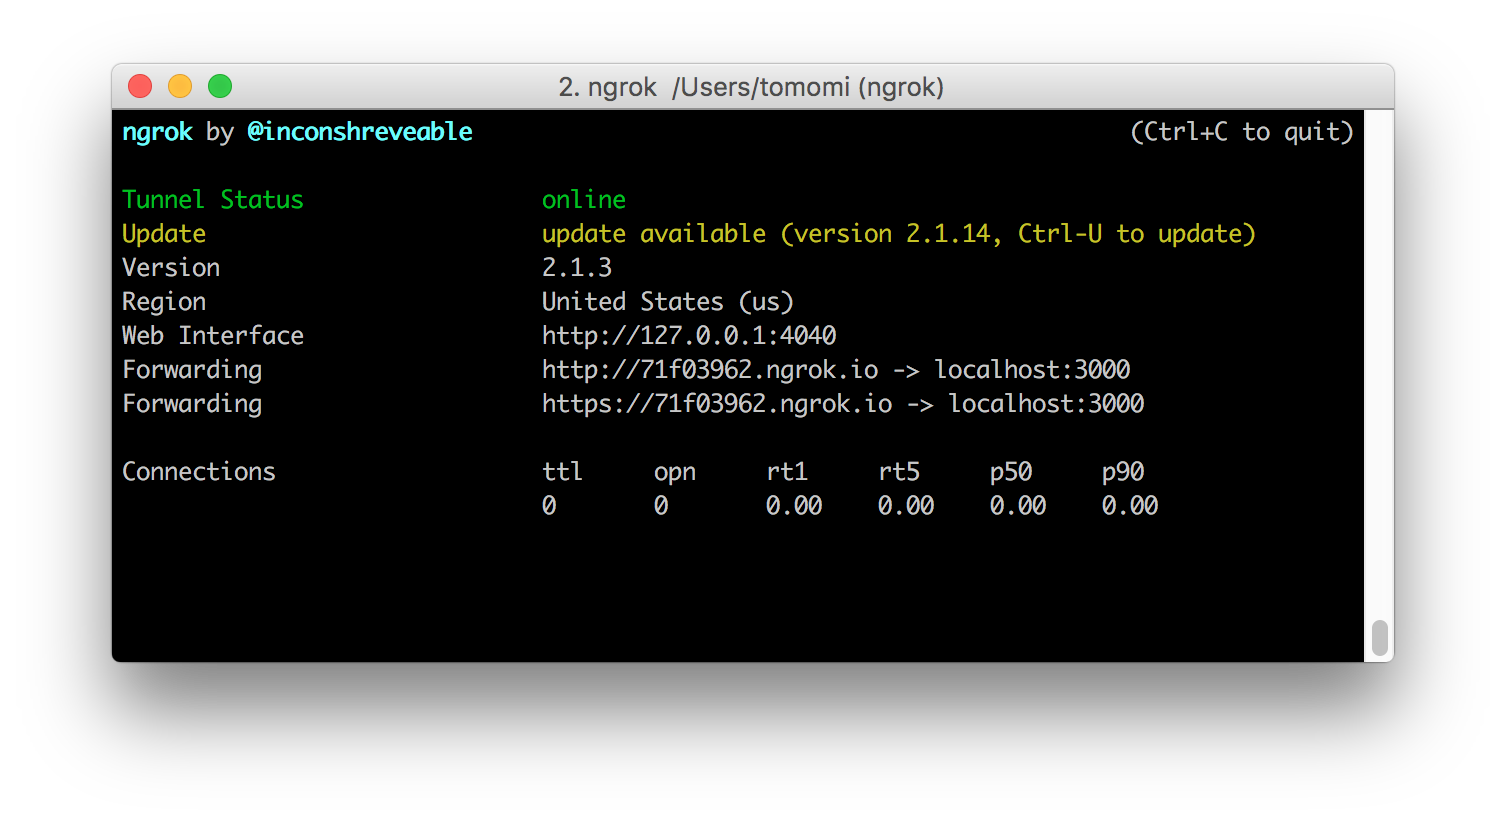 2. ngrok /Users/tomomi (ngrok)
ngrok by @inconshreveable (Ctrl+C to quit)
Tunnel Status online
Update update available (version 2.1.14, Ctrl-U to update)
Version 2.1.3
Region United States (us)
Web Interface http://127.0.0.1:4040
Forwarding http://71f03962.ngrok.io -> localhost:3000
Forwarding https://71f03962.ngrok.io -> localhost:3000
Connections ttl opn rt1 rt5 p50 p90
0 0 0.00 0.00 0.00 0.00